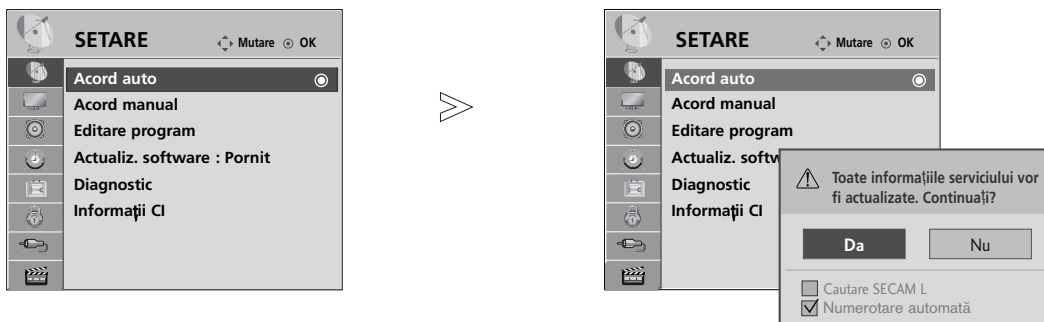 SETARE Mutare OK
Acord auto
Acord manual
Editare program
Actualiz. software : Pornit
Diagnostic
Informații CI
SETARE Mutare OK
Acord auto
Acord manual
Editare program
Actualiz. softw
Diagnostic
Informații CI
Toate informațiile serviciului vor
fi actualizate. Continuați?
Da Nu
Cautare SECAM L
Numerotare automată